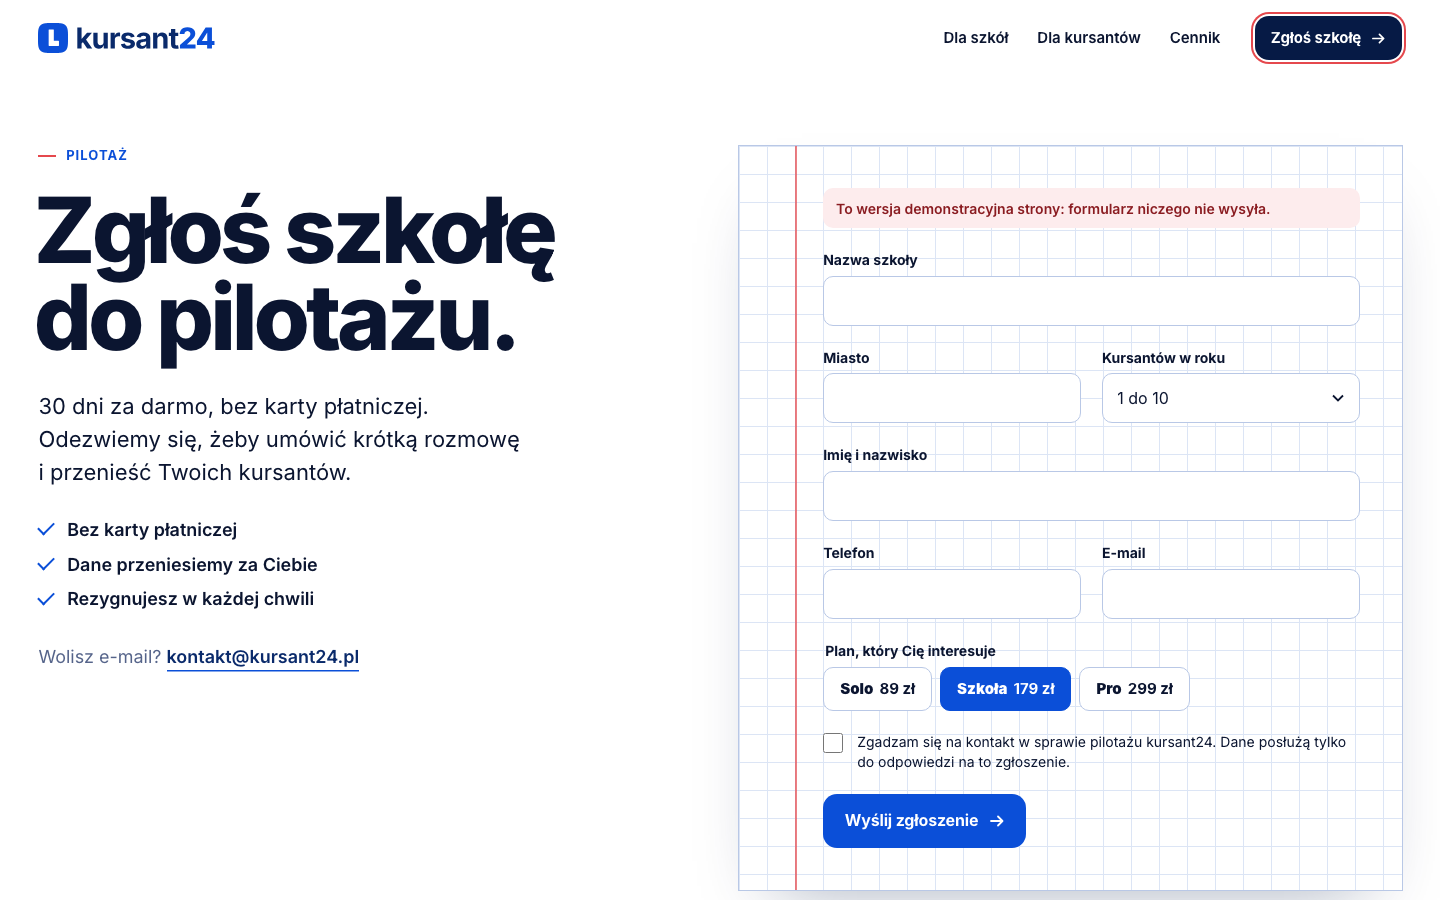 L kursant24
Dla szkół
Dla kursantów
Cennik
Zgłoś szkołę →
PILOTAŻ
Zgłoś szkołę
do pilotażu.
30 dni za darmo, bez karty płatniczej.
Odezwiemy się, żeby umówić krótką rozmowę
i przenieść Twoich kursantów.
Bez karty płatniczej
Dane przeniesiemy za Ciebie
Rezygnujesz w każdej chwili
Wolisz e-mail? kontakt@kursant24.pl
To wersja demonstracyjna strony: formularz niczego nie wysyła.
Nazwa szkoły
Miasto
Kursantów w roku
1 do 10
Imię i nazwisko
Telefon
E-mail
Plan, który Cię interesuje
Solo 89 zł
Szkoła 179 zł
Pro 299 zł
Zgadzam się na kontakt w sprawie pilotażu kursant24. Dane posłużą tylko
do odpowiedzi na to zgłoszenie.
Wyślij zgłoszenie →